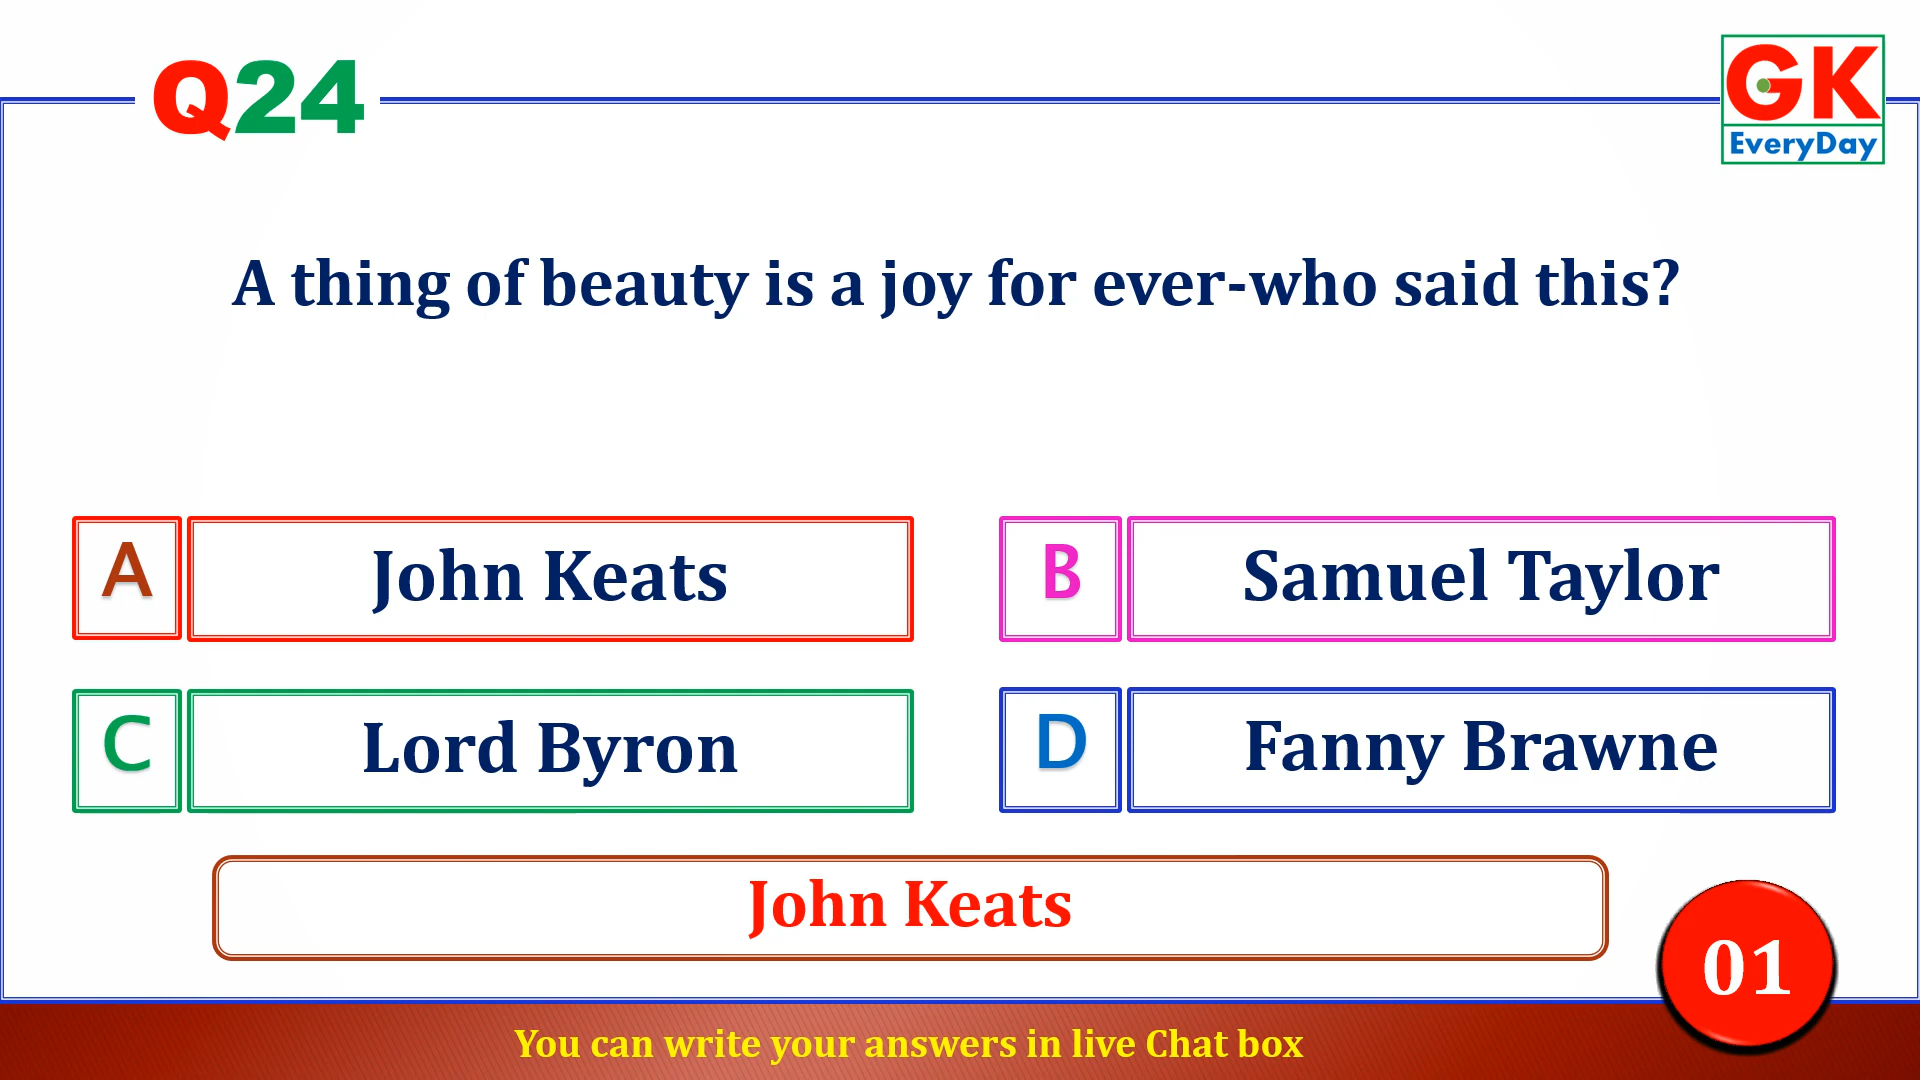 Q24
GK
EveryDay
A thing of beauty is a joy for ever-who said this?
A John Keats
B Samuel Taylor
C Lord Byron
D Fanny Brawne
John Keats
01
You can write your answers in live Chat box